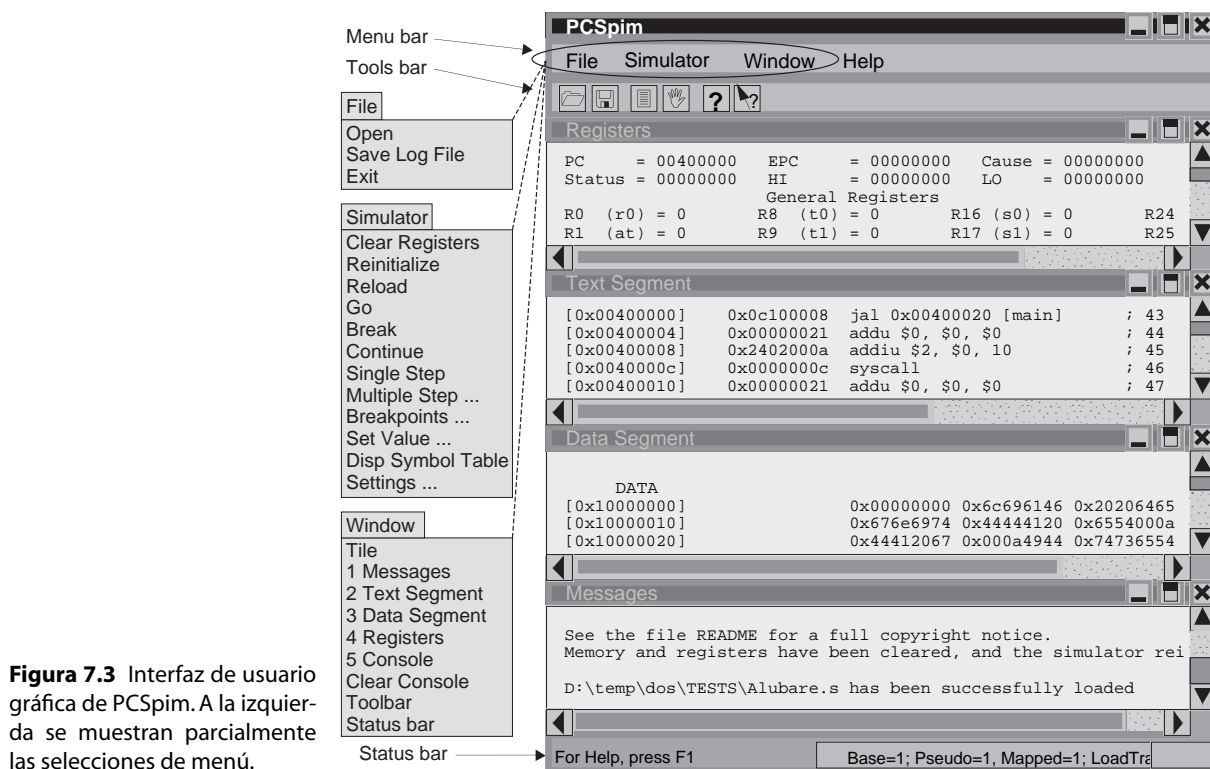 Menu bar
Tools bar
File
Open
Save Log File
Exit
Simulator
Clear Registers
Reinitialize
Reload
Go
Break
Continue
Single Step
Multiple Step ...
Breakpoints ...
Set Value ...
Disp Symbol Table
Settings ...
Window
Tile
1 Messages
2 Text Segment
3 Data Segment
4 Registers
5 Console
Clear Console
Toolbar
Status bar
Status bar
PCSpim
File Simulator Window Help
? ?
Registers
PC = 00400000 EPC = 00000000 Cause = 00000000
Status = 00000000 HI = 00000000 LO = 00000000
General Registers
R0 (r0) = 0 R8 (t0) = 0 R16 (s0) = 0 R24
R1 (at) = 0 R9 (t1) = 0 R17 (s1) = 0 R25
Text Segment
[0x00400000] 0x0c100008 jal 0x00400020 [main] ; 43
[0x00400004] 0x00000021 addu $0, $0, $0 ; 44
[0x00400008] 0x2402000a addiu $2, $0, 10 ; 45
[0x0040000c] 0x0000000c syscall ; 46
[0x00400010] 0x00000021 addu $0, $0, $0 ; 47
Data Segment
DATA
[0x10000000] 0x00000000 0x6c696146 0x20206465
[0x10000010] 0x676e6974 0x44444120 0x6554000a
[0x10000020] 0x44412067 0x000a4944 0x74736554
Messages
See the file README for a full copyright notice.
Memory and registers have been cleared, and the simulator rei
D:\temp\dos\TESTS\Alubare.s has been successfully loaded
For Help, press F1 Base=1; Pseudo=1, Mapped=1; LoadTra
Figura 7.3 Interfaz de usuario
gráfica de PCSpim. A la izquier-
da se muestran parcialmente
las selecciones de menú.